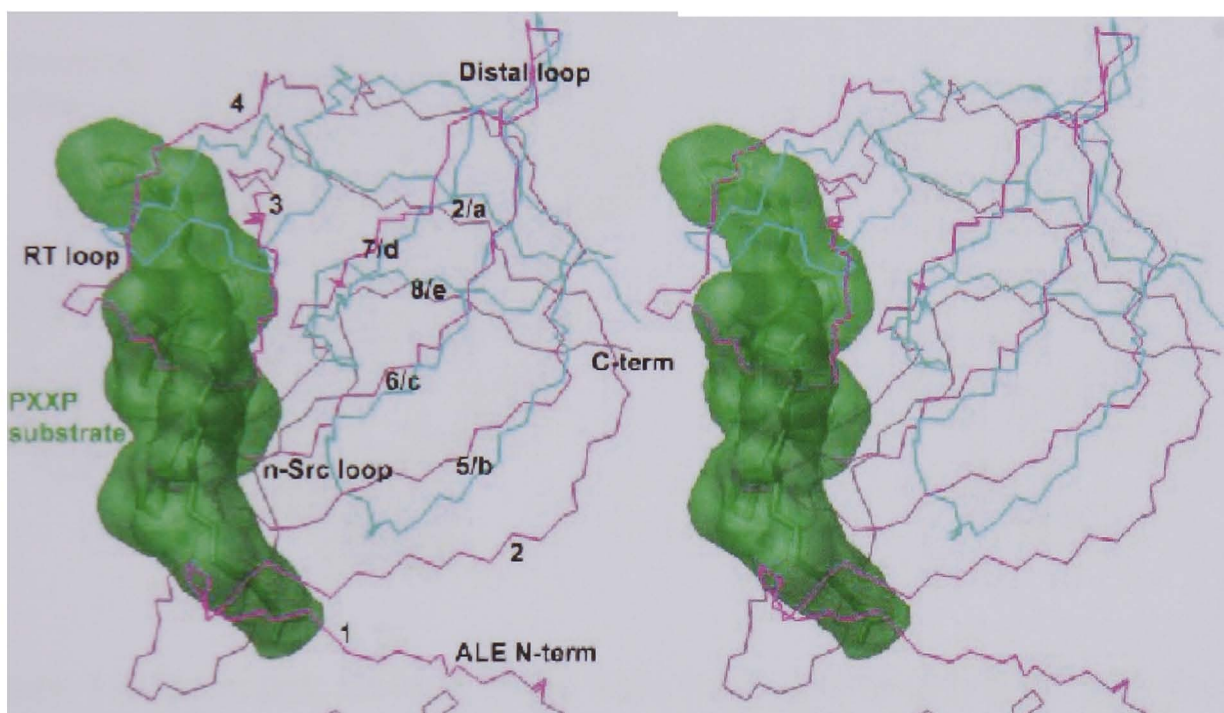 Distal loop
4
3
2/a
RT loop
7/d
8/e
C-term
6/c
PXXP
substrate
n-Src loop
5/b
2
1
ALE N-term